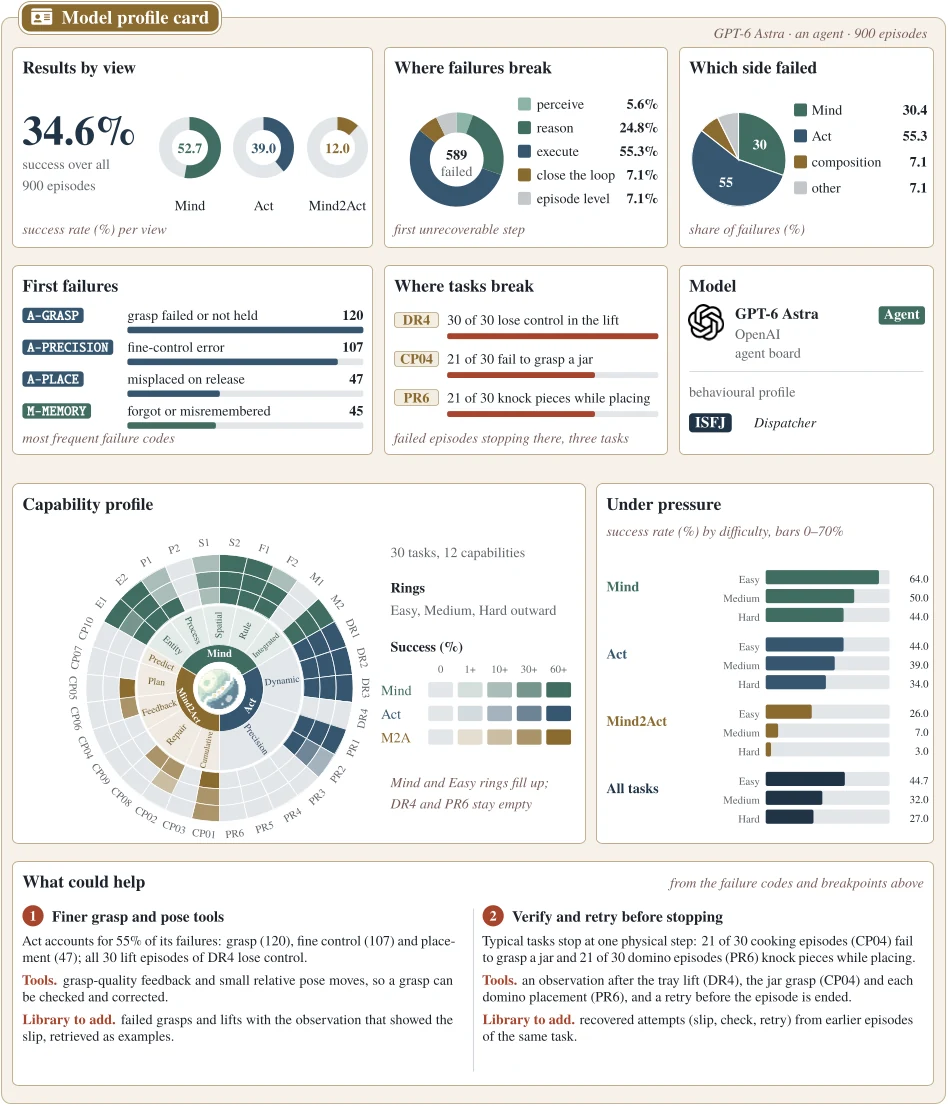 Model profile card
GPT-6 Astra · an agent · 900 episodes
Results by view
34.6%
success over all
900 episodes
52.7
39.0
12.0
Mind
Act
Mind2Act
success rate (%) per view
Where failures break
589
failed
perceive 5.6%
reason 24.8%
execute 55.3%
close the loop 7.1%
episode level 7.1%
first unrecoverable step
Which side failed
30
55
Mind 30.4
Act 55.3
composition 7.1
other 7.1
share of failures (%)
First failures
A-GRASP grasp failed or not held 120
A-PRECISION fine-control error 107
A-PLACE misplaced on release 47
M-MEMORY forgot or misremembered 45
most frequent failure codes
Where tasks break
DR4 30 of 30 lose control in the lift
CP04 21 of 30 fail to grasp a jar
PR6 21 of 30 knock pieces while placing
failed episodes stopping there, three tasks
Model
GPT-6 Astra Agent
OpenAI
agent board
behavioural profile
ISFJ Dispatcher
Capability profile
S1
S2
F1
F2
M1
M2
DR1
DR2
DR3
DR4
PR1
PR2
PR3
PR4
PR5
PR6
CP01
CP03
CP02
CP08
CP09
CP04
CP06
CP05
CP07
CP10
E1
E2
P1
P2
Entity
Process
Spatial
Rule
Integrated
Dynamic
Precision
Cumulative
Repair
Feedback
Plan
Predict
Mind
Act
Mind2Act
30 tasks, 12 capabilities
Rings
Easy, Medium, Hard outward
Success (%)
0 1+ 10+ 30+ 60+
Mind
Act
M2A
Mind and Easy rings fill up;
DR4 and PR6 stay empty
Under pressure
success rate (%) by difficulty, bars 0–70%
Mind
Easy 64.0
Medium 50.0
Hard 44.0
Act
Easy 44.0
Medium 39.0
Hard 34.0
Mind2Act
Easy 26.0
Medium 7.0
Hard 3.0
All tasks
Easy 44.7
Medium 32.0
Hard 27.0
What could help
from the failure codes and breakpoints above
1 Finer grasp and pose tools
Act accounts for 55% of its failures: grasp (120), fine control (107) and place-
ment (47); all 30 lift episodes of DR4 lose control.
Tools. grasp-quality feedback and small relative pose moves, so a grasp can
be checked and corrected.
Library to add. failed grasps and lifts with the observation that showed the
slip, retrieved as examples.
2 Verify and retry before stopping
Typical tasks stop at one physical step: 21 of 30 cooking episodes (CP04) fail
to grasp a jar and 21 of 30 domino episodes (PR6) knock pieces while placing.
Tools. an observation after the tray lift (DR4), the jar grasp (CP04) and each
domino placement (PR6), and a retry before the episode is ended.
Library to add. recovered attempts (slip, check, retry) from earlier episodes
of the same task.